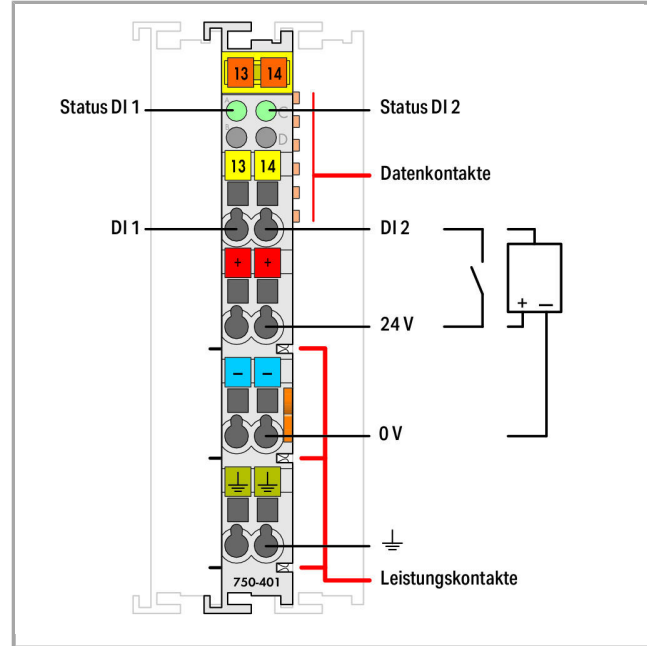 13 14
A C
Status DI 1
Status DI 2
B D
13 14
Datenkontakte
DI 1
DI 2
+ +
+ –
24 V
– –
0 V
Leistungskontakte
750-401